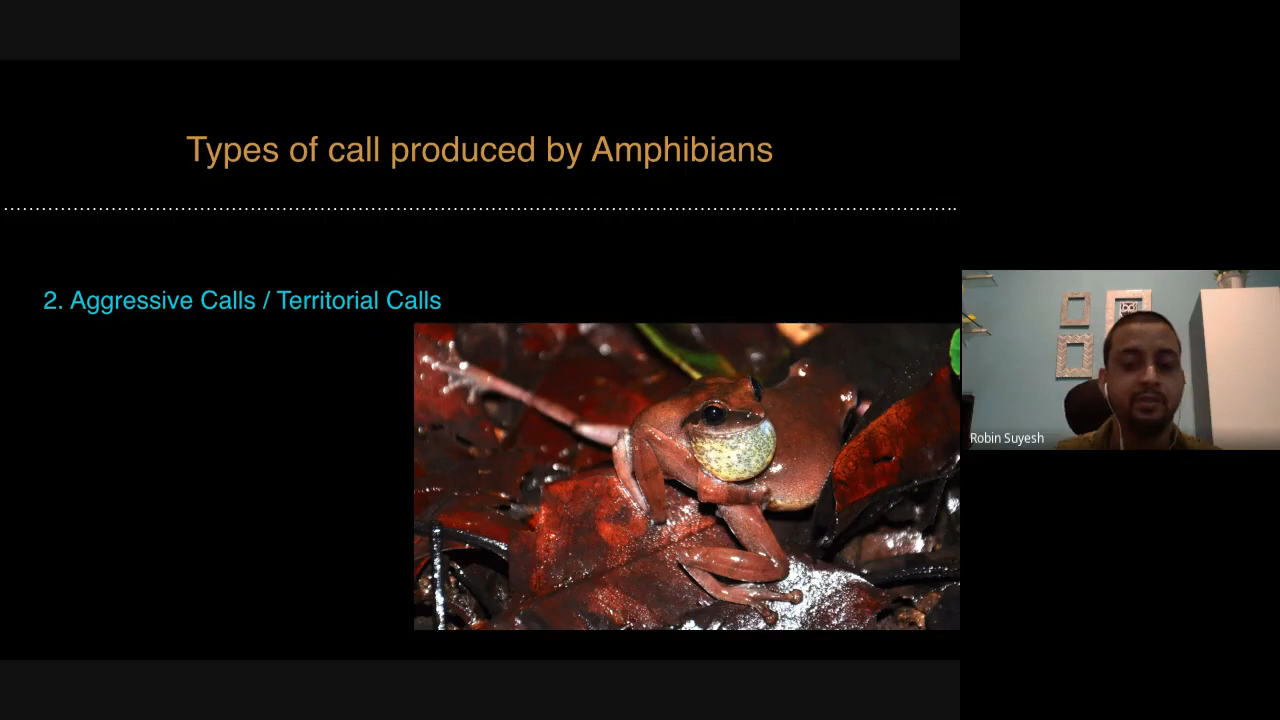 Types of call produced by Amphibians
2. Aggressive Calls / Territorial Calls
Robin Suyesh